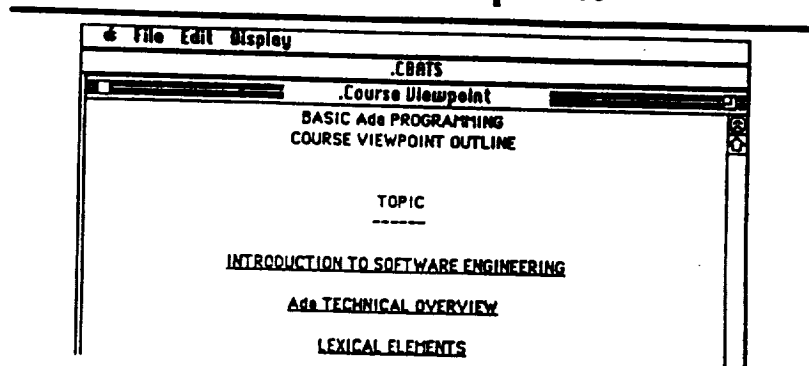 File Edit Display
.CBATS
.Course Viewpoint
BASIC Ada PROGRAMMING
COURSE VIEWPOINT OUTLINE
TOPIC
------
INTRODUCTION TO SOFTWARE ENGINEERING
Ada TECHNICAL OVERVIEW
LEXICAL ELEMENTS